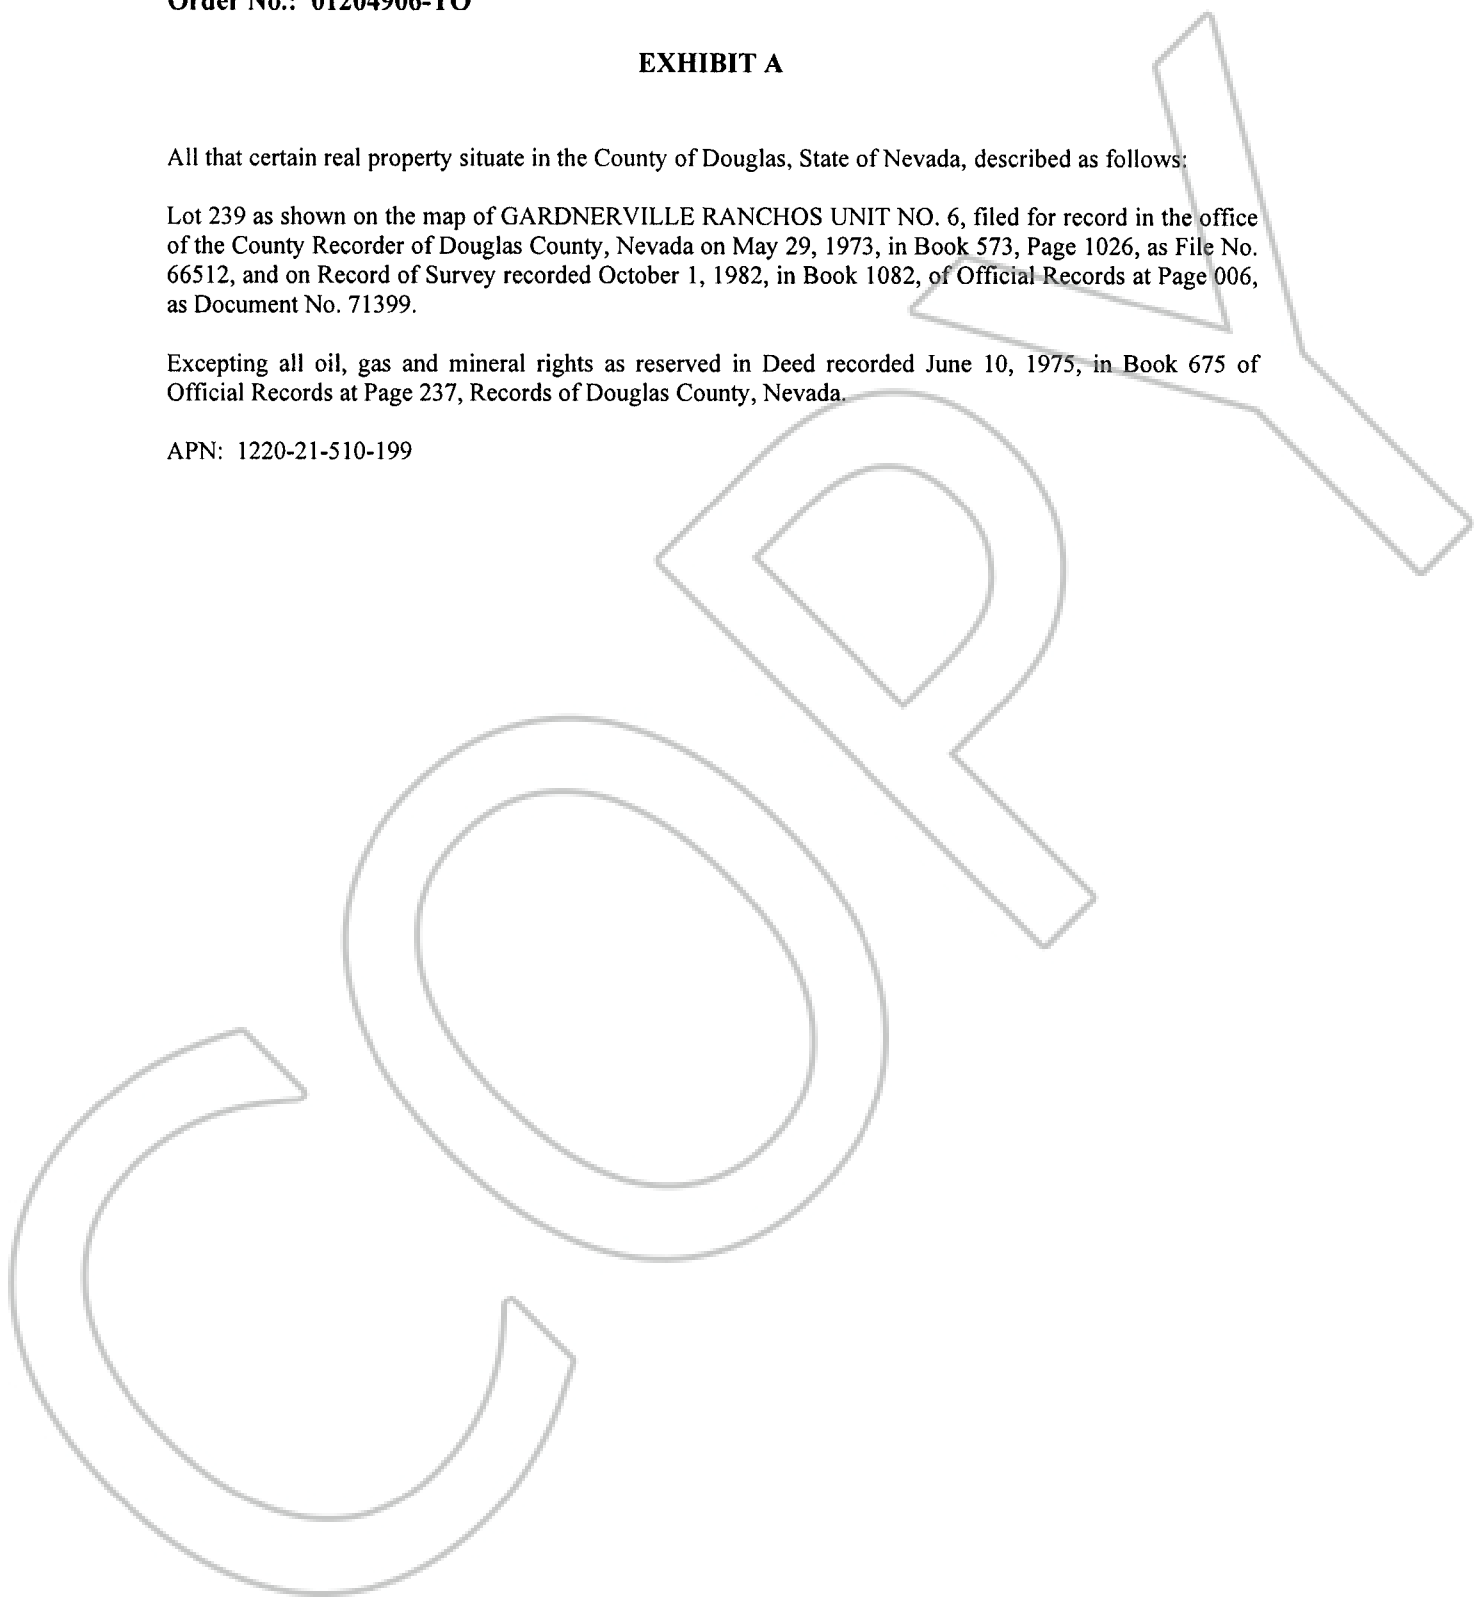 Order No.: 01204906-TO
EXHIBIT A
All that certain real property situate in the County of Douglas, State of Nevada, described as follows:
Lot 239 as shown on the map of GARDNERVILLE RANCHOS UNIT NO. 6, filed for record in the office
of the County Recorder of Douglas County, Nevada on May 29, 1973, in Book 573, Page 1026, as File No.
66512, and on Record of Survey recorded October 1, 1982, in Book 1082, of Official Records at Page 006,
as Document No. 71399.
Excepting all oil, gas and mineral rights as reserved in Deed recorded June 10, 1975, in Book 675 of
Official Records at Page 237, Records of Douglas County, Nevada.
APN: 1220-21-510-199
COPY